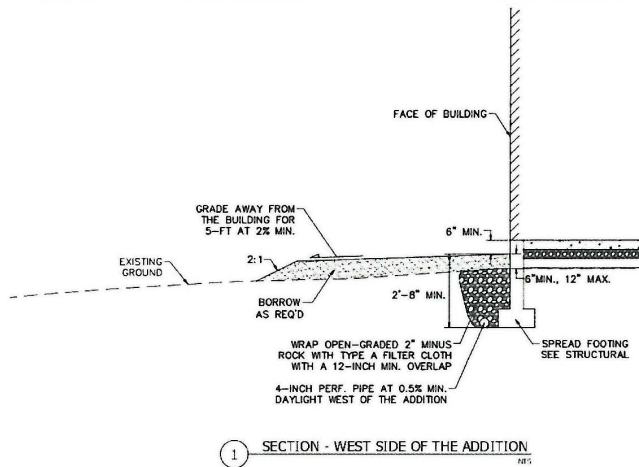 FACE OF BUILDING
GRADE AWAY FROM
THE BUILDING FOR
5-FT AT 2% MIN.
6" MIN.
2:1
EXISTING
GROUND
BORROW
AS REQ'D
2'-8" MIN.
6"MIN., 12" MAX.
WRAP OPEN-GRADED 2" MINUS
ROCK WITH TYPE A FILTER CLOTH
WITH A 12-INCH MIN. OVERLAP
SPREAD FOOTING
SEE STRUCTURAL
4-INCH PERF. PIPE AT 0.5% MIN.
DAYLIGHT WEST OF THE ADDITION
1 SECTION - WEST SIDE OF THE ADDITION
NTS